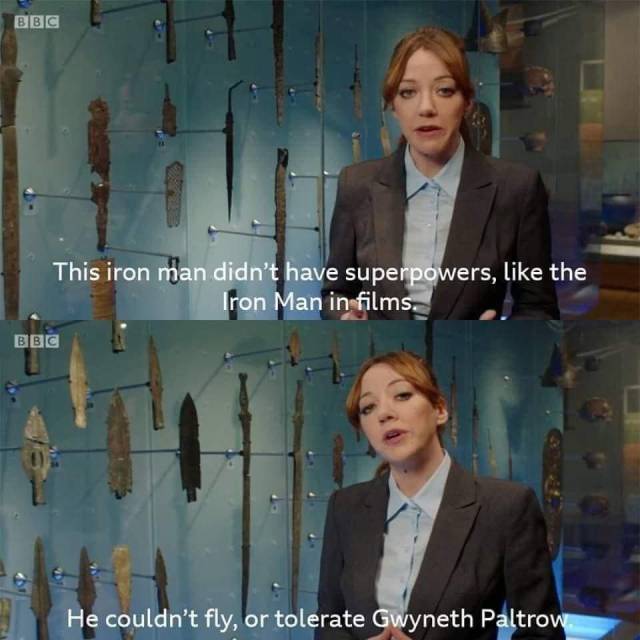 BBC
This iron man didn't have superpowers, like the
Iron Man in films.
BBC
He couldn't fly, or tolerate Gwyneth Paltrow.